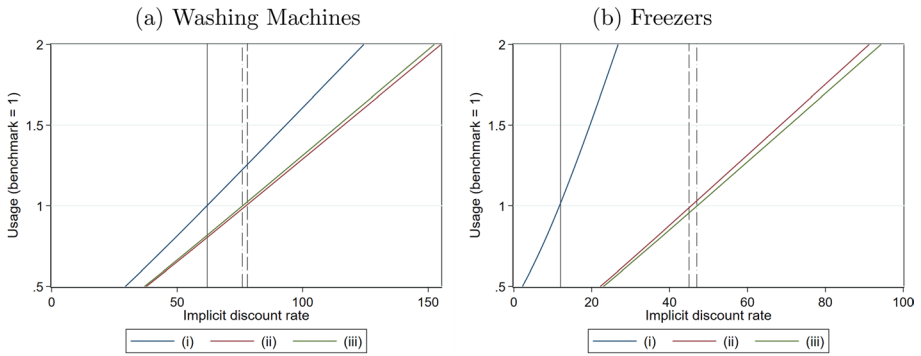 (a) Washing Machines
Usage (benchmark = 1)
2
1.5
1
.5
0 50 100 150
Implicit discount rate
(i) (ii) (iii)
(b) Freezers
Usage (benchmark = 1)
2
1.5
1
.5
0 20 40 60 80 100
Implicit discount rate
(i) (ii) (iii)